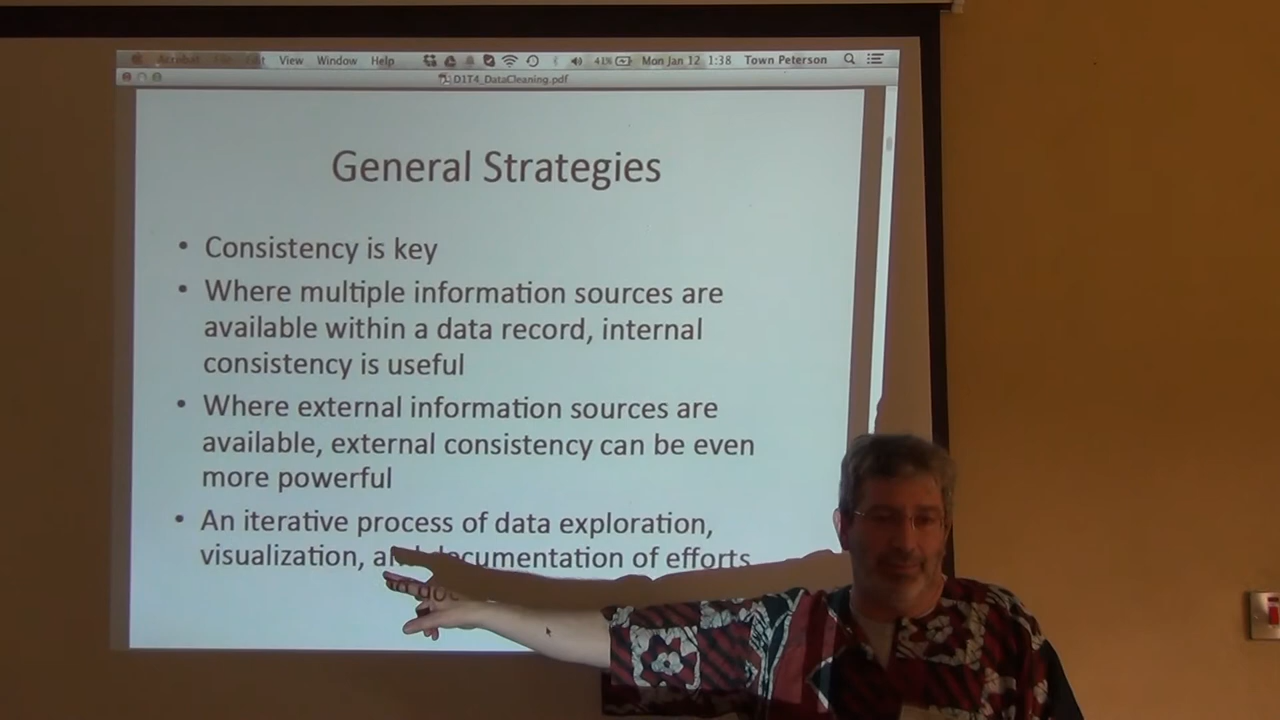 Acrobat View Window Help 41% Mon Jan 12 1:38 Town Peterson
D1T4_DataCleaning.pdf
General Strategies
• Consistency is key
• Where multiple information sources are
available within a data record, internal
consistency is useful
• Where external information sources are
available, external consistency can be even
more powerful
• An iterative process of data exploration,
visualization, and documentation of efforts